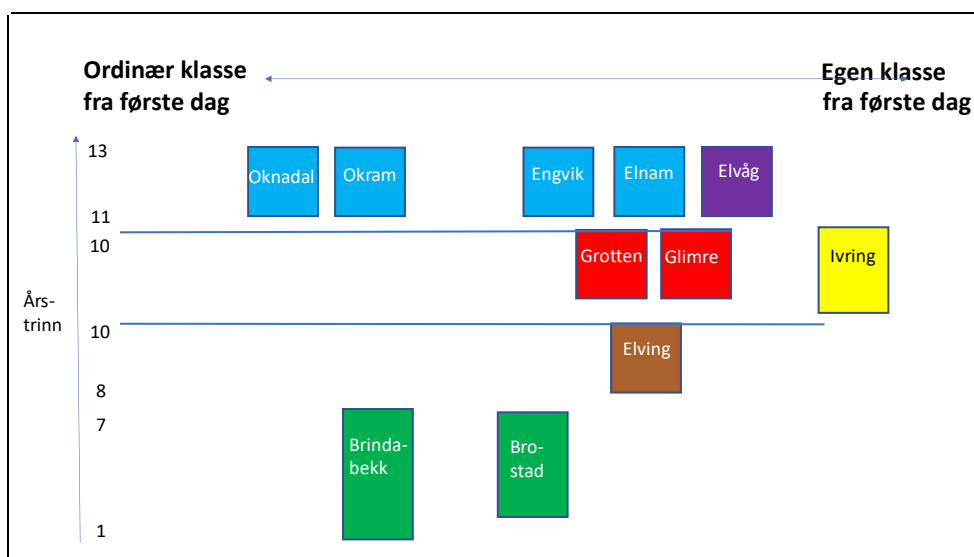 Ordinær klasse
fra første dag
Egen klasse
fra første dag
13
Oknadal
Okram
Engvik
Elnam
Elvåg
11
10
Grotten
Glimre
Ivring
Års-
trinn
10
Elving
8
7
Brinda-
bekk
Bro-
stad
1